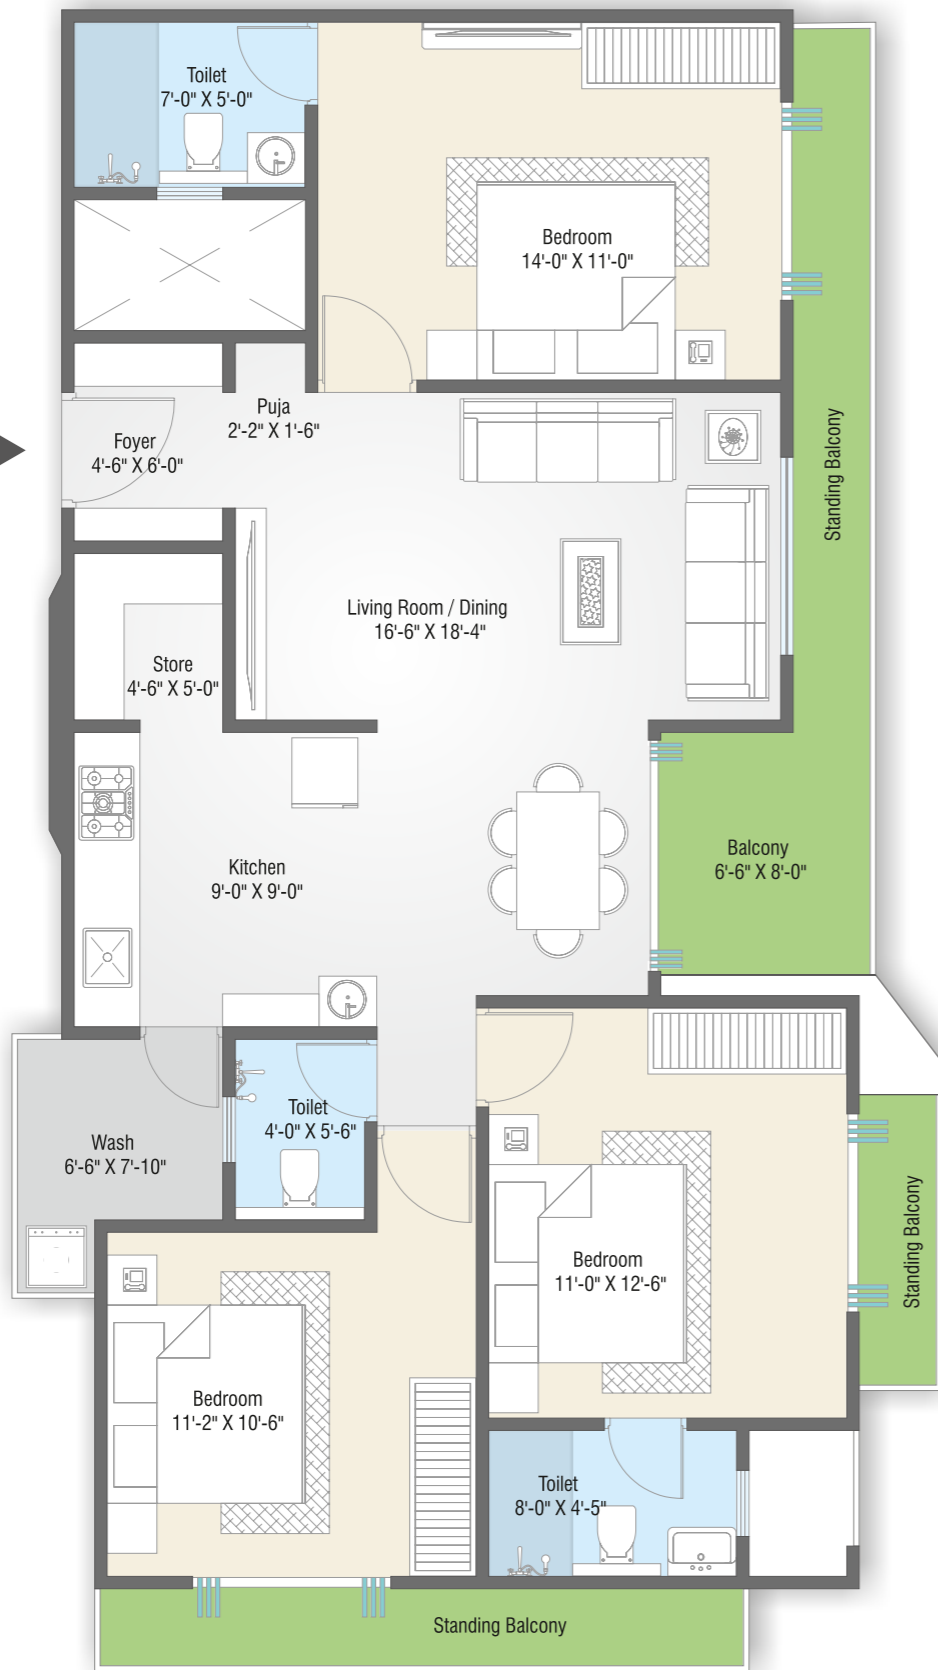 Toilet
7'-0" X 5'-0"
Bedroom
14'-0" X 11'-0"
Puja
2'-2" X 1'-6"
Foyer
4'-6" X 6'-0"
Standing Balcony
Living Room / Dining
16'-6" X 18'-4"
Store
4'-6" X 5'-0"
Kitchen
9'-0" X 9'-0"
Balcony
6'-6" X 8'-0"
Toilet
4'-0" X 5'-6"
Wash
6'-6" X 7'-10"
Bedroom
11'-0" X 12'-6"
Standing Balcony
Bedroom
11'-2" X 10'-6"
Toilet
8'-0" X 4'-5"
Standing Balcony